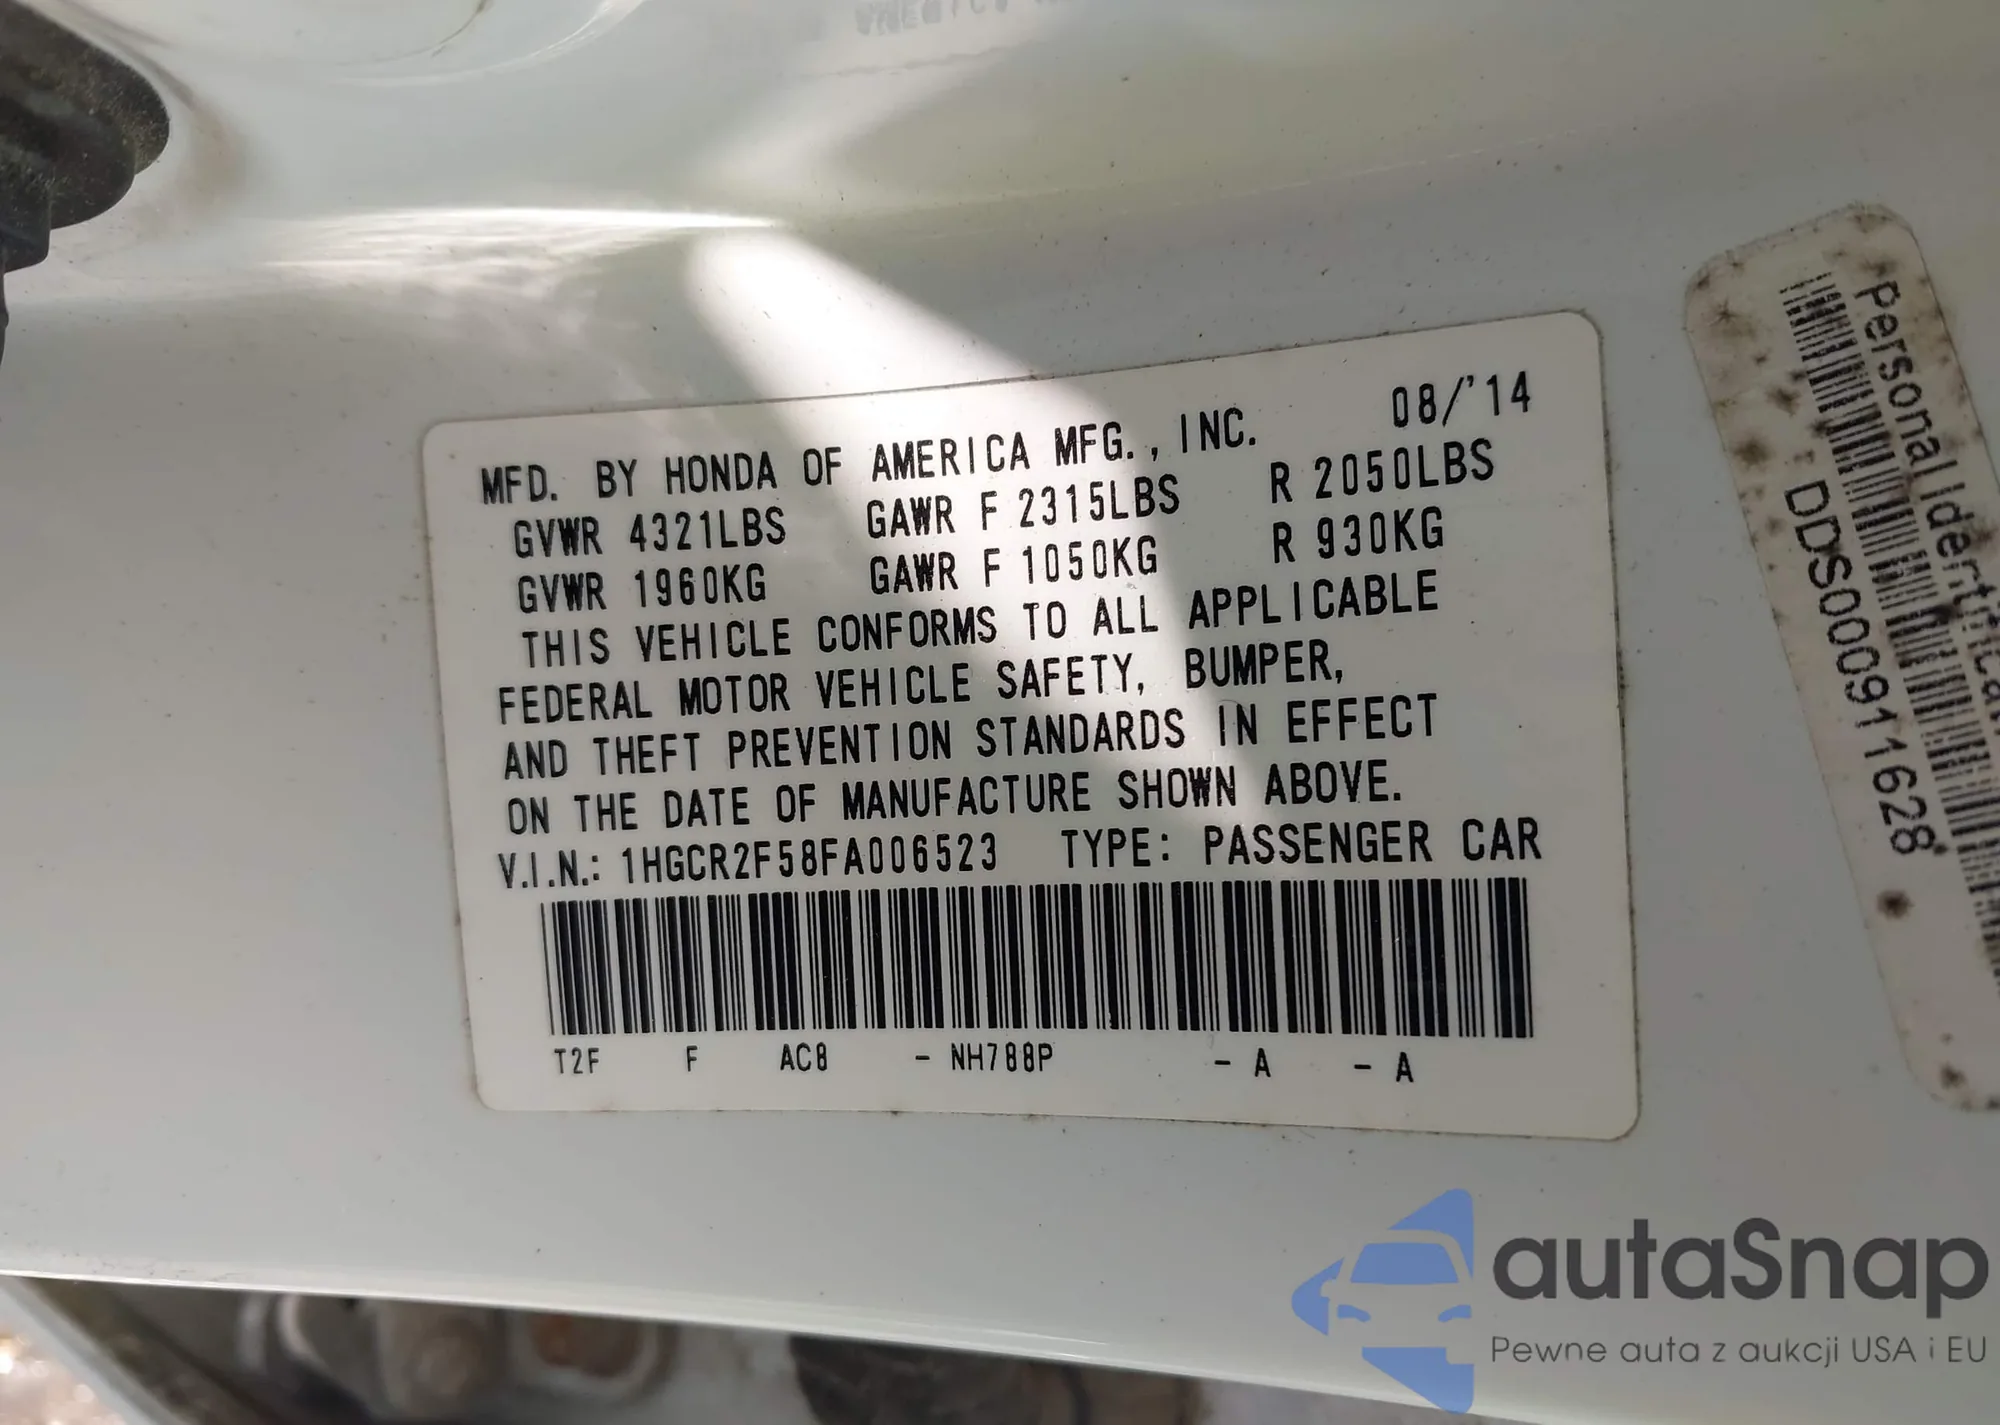 MFD. BY HONDA OF AMERICA MFG., INC. 08/'14
GVWR 4321LBS GAWR F 2315LBS R 2050LBS
GVWR 1960KG GAWR F 1050KG R 930KG
THIS VEHICLE CONFORMS TO ALL APPLICABLE
FEDERAL MOTOR VEHICLE SAFETY, BUMPER,
AND THEFT PREVENTION STANDARDS IN EFFECT
ON THE DATE OF MANUFACTURE SHOWN ABOVE.
V.I.N.: 1HGCR2F58FA006523 TYPE: PASSENGER CAR
T2F F AC8 - NH788P - A - A
Personal
DDS000911628
autaSnap
Pewne auta z aukcji USA i EU